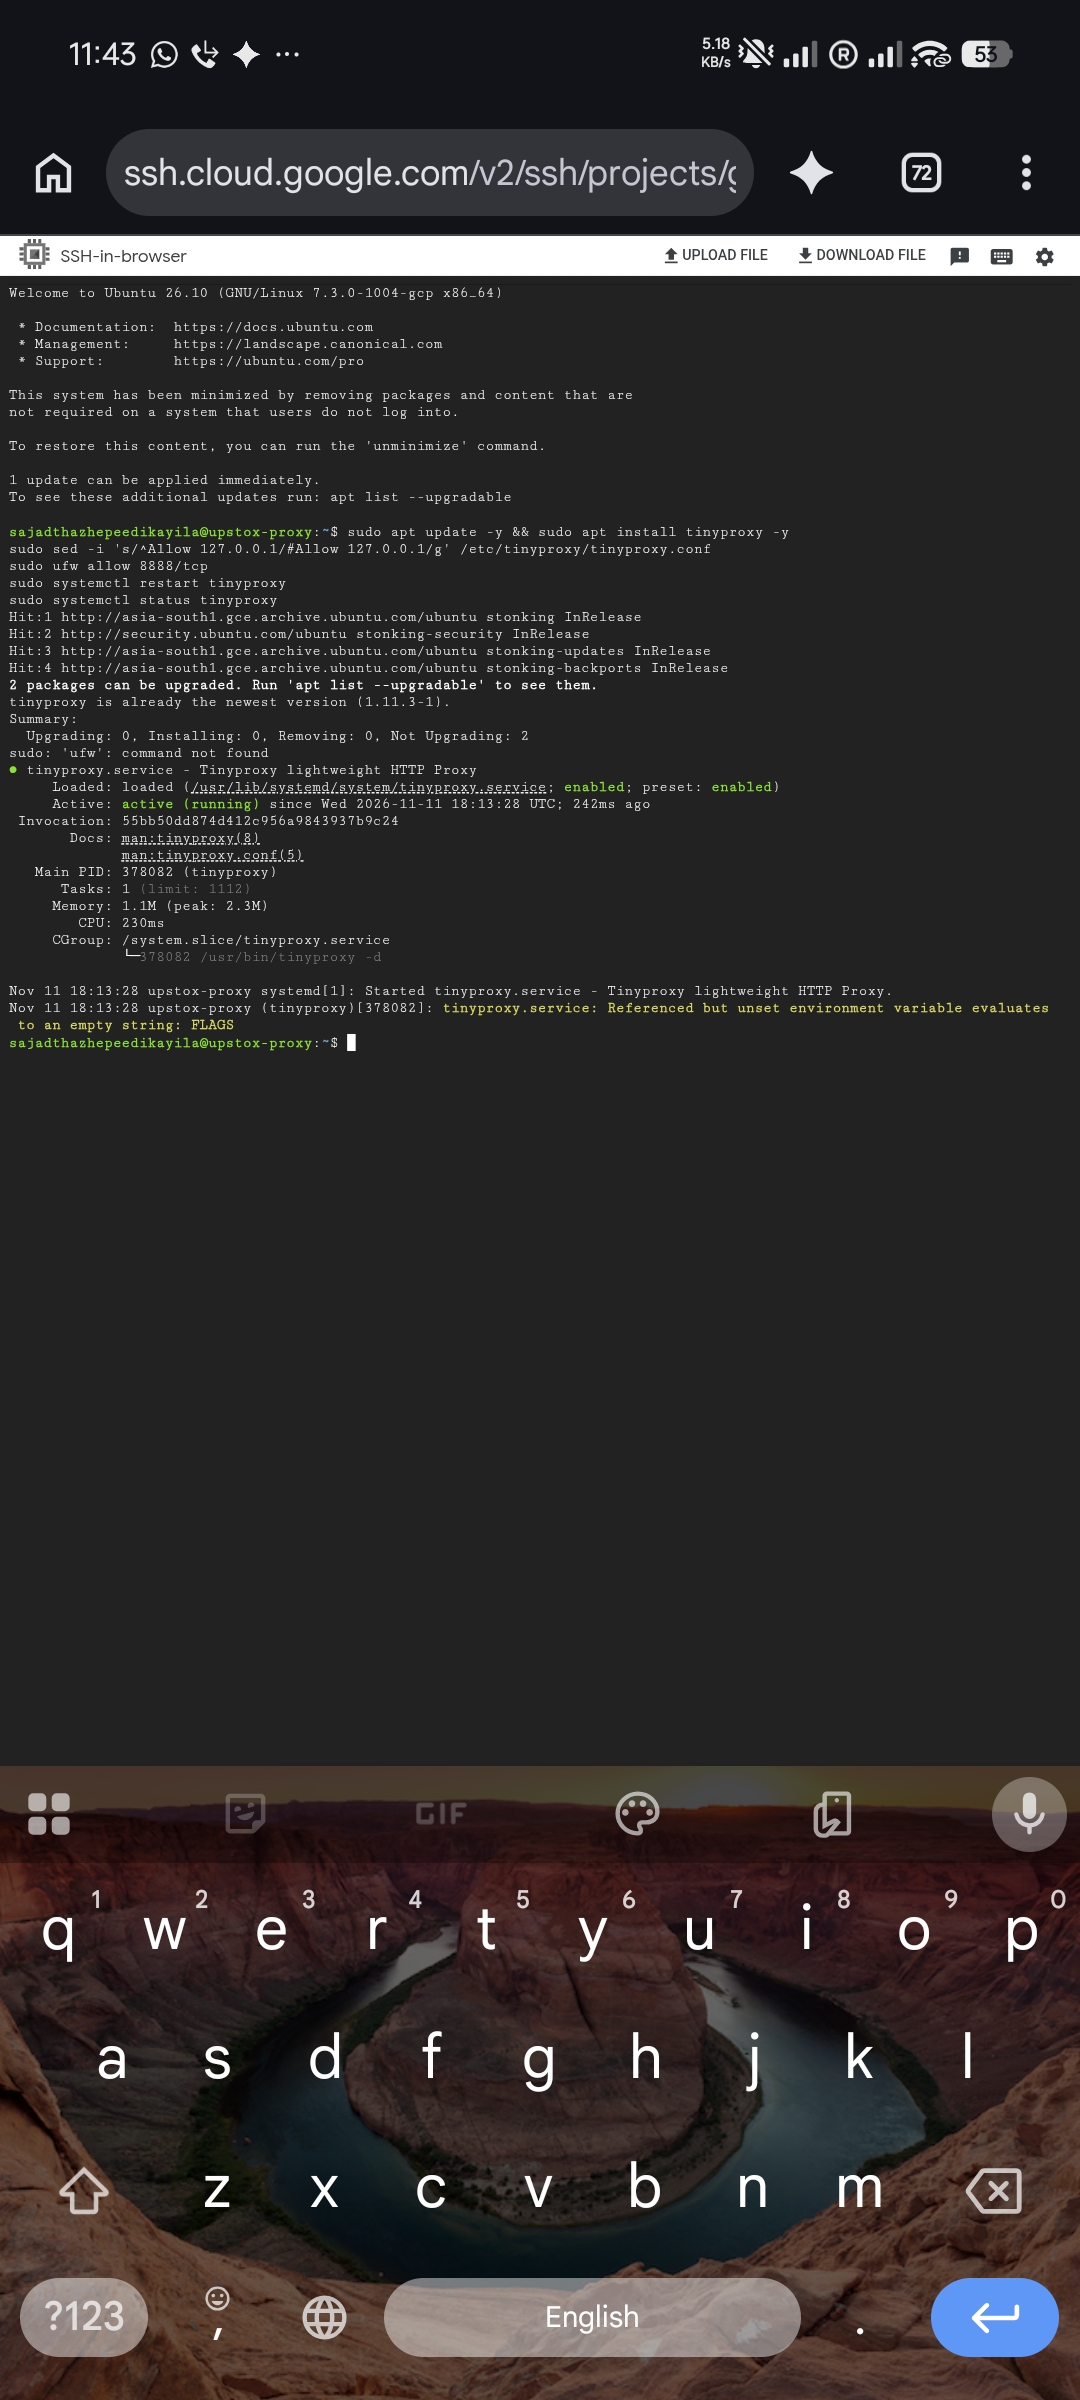 11:43
5.18
KB/s
R
53
ssh.cloud.google.com/v2/ssh/projects/g
72
SSH-in-browser
UPLOAD FILE
DOWNLOAD FILE
Welcome to Ubuntu 26.10 (GNU/Linux 7.3.0-1004-gcp x86_64)
* Documentation:  https://docs.ubuntu.com
* Management:     https://landscape.canonical.com
* Support:        https://ubuntu.com/pro
This system has been minimized by removing packages and content that are
not required on a system that users do not log into.
To restore this content, you can run the 'unminimize' command.
1 update can be applied immediately.
To see these additional updates run: apt list --upgradable
sajadthazhepeedikayila@upstox-proxy:~$ sudo apt update -y && sudo apt install tinyproxy -y
sudo sed -i 's/^Allow 127.0.0.1/#Allow 127.0.0.1/g' /etc/tinyproxy/tinyproxy.conf
sudo ufw allow 8888/tcp
sudo systemctl restart tinyproxy
sudo systemctl status tinyproxy
Hit:1 http://asia-south1.gce.archive.ubuntu.com/ubuntu stonking InRelease
Hit:2 http://security.ubuntu.com/ubuntu stonking-security InRelease
Hit:3 http://asia-south1.gce.archive.ubuntu.com/ubuntu stonking-updates InRelease
Hit:4 http://asia-south1.gce.archive.ubuntu.com/ubuntu stonking-backports InRelease
2 packages can be upgraded. Run 'apt list --upgradable' to see them.
tinyproxy is already the newest version (1.11.3-1).
Summary:
Upgrading: 0, Installing: 0, Removing: 0, Not Upgrading: 2
sudo: 'ufw': command not found
● tinyproxy.service - Tinyproxy lightweight HTTP Proxy
Loaded: loaded (/usr/lib/systemd/system/tinyproxy.service; enabled; preset: enabled)
Active: active (running) since Wed 2026-11-11 18:13:28 UTC; 242ms ago
Invocation: 55bb50dd874d412c956a9843937b9c24
Docs: man:tinyproxy(8)
man:tinyproxy.conf(5)
Main PID: 378082 (tinyproxy)
Tasks: 1 (limit: 1112)
Memory: 1.1M (peak: 2.3M)
CPU: 230ms
CGroup: /system.slice/tinyproxy.service
└─378082 /usr/bin/tinyproxy -d
Nov 11 18:13:28 upstox-proxy systemd[1]: Started tinyproxy.service - Tinyproxy lightweight HTTP Proxy.
Nov 11 18:13:28 upstox-proxy (tinyproxy)[378082]: tinyproxy.service: Referenced but unset environment variable evaluates
to an empty string: FLAGS
sajadthazhepeedikayila@upstox-proxy:~$
GIF
1 2 3 4 5 6 7 8 9 0
q w e r t y u i o p
a s d f g h j k l
z x c v b n m
?123 , English .